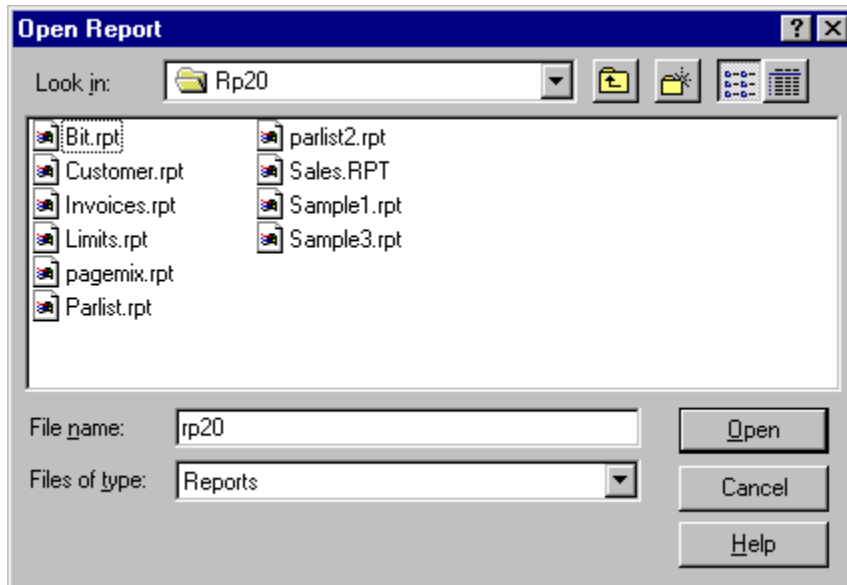 Open Report
Look in: Rp20
Bit.rpt
Customer.rpt
Invoices.rpt
Limits.rpt
pagemix.rpt
Parlist.rpt
parlist2.rpt
Sales.RPT
Sample1.rpt
Sample3.rpt
File name: rp20
Open
Files of type: Reports
Cancel
Help